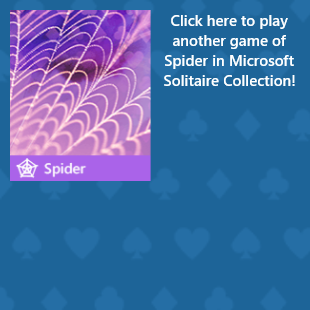 Click here to play
another game of
Spider in Microsoft
Solitaire Collection!
Spider